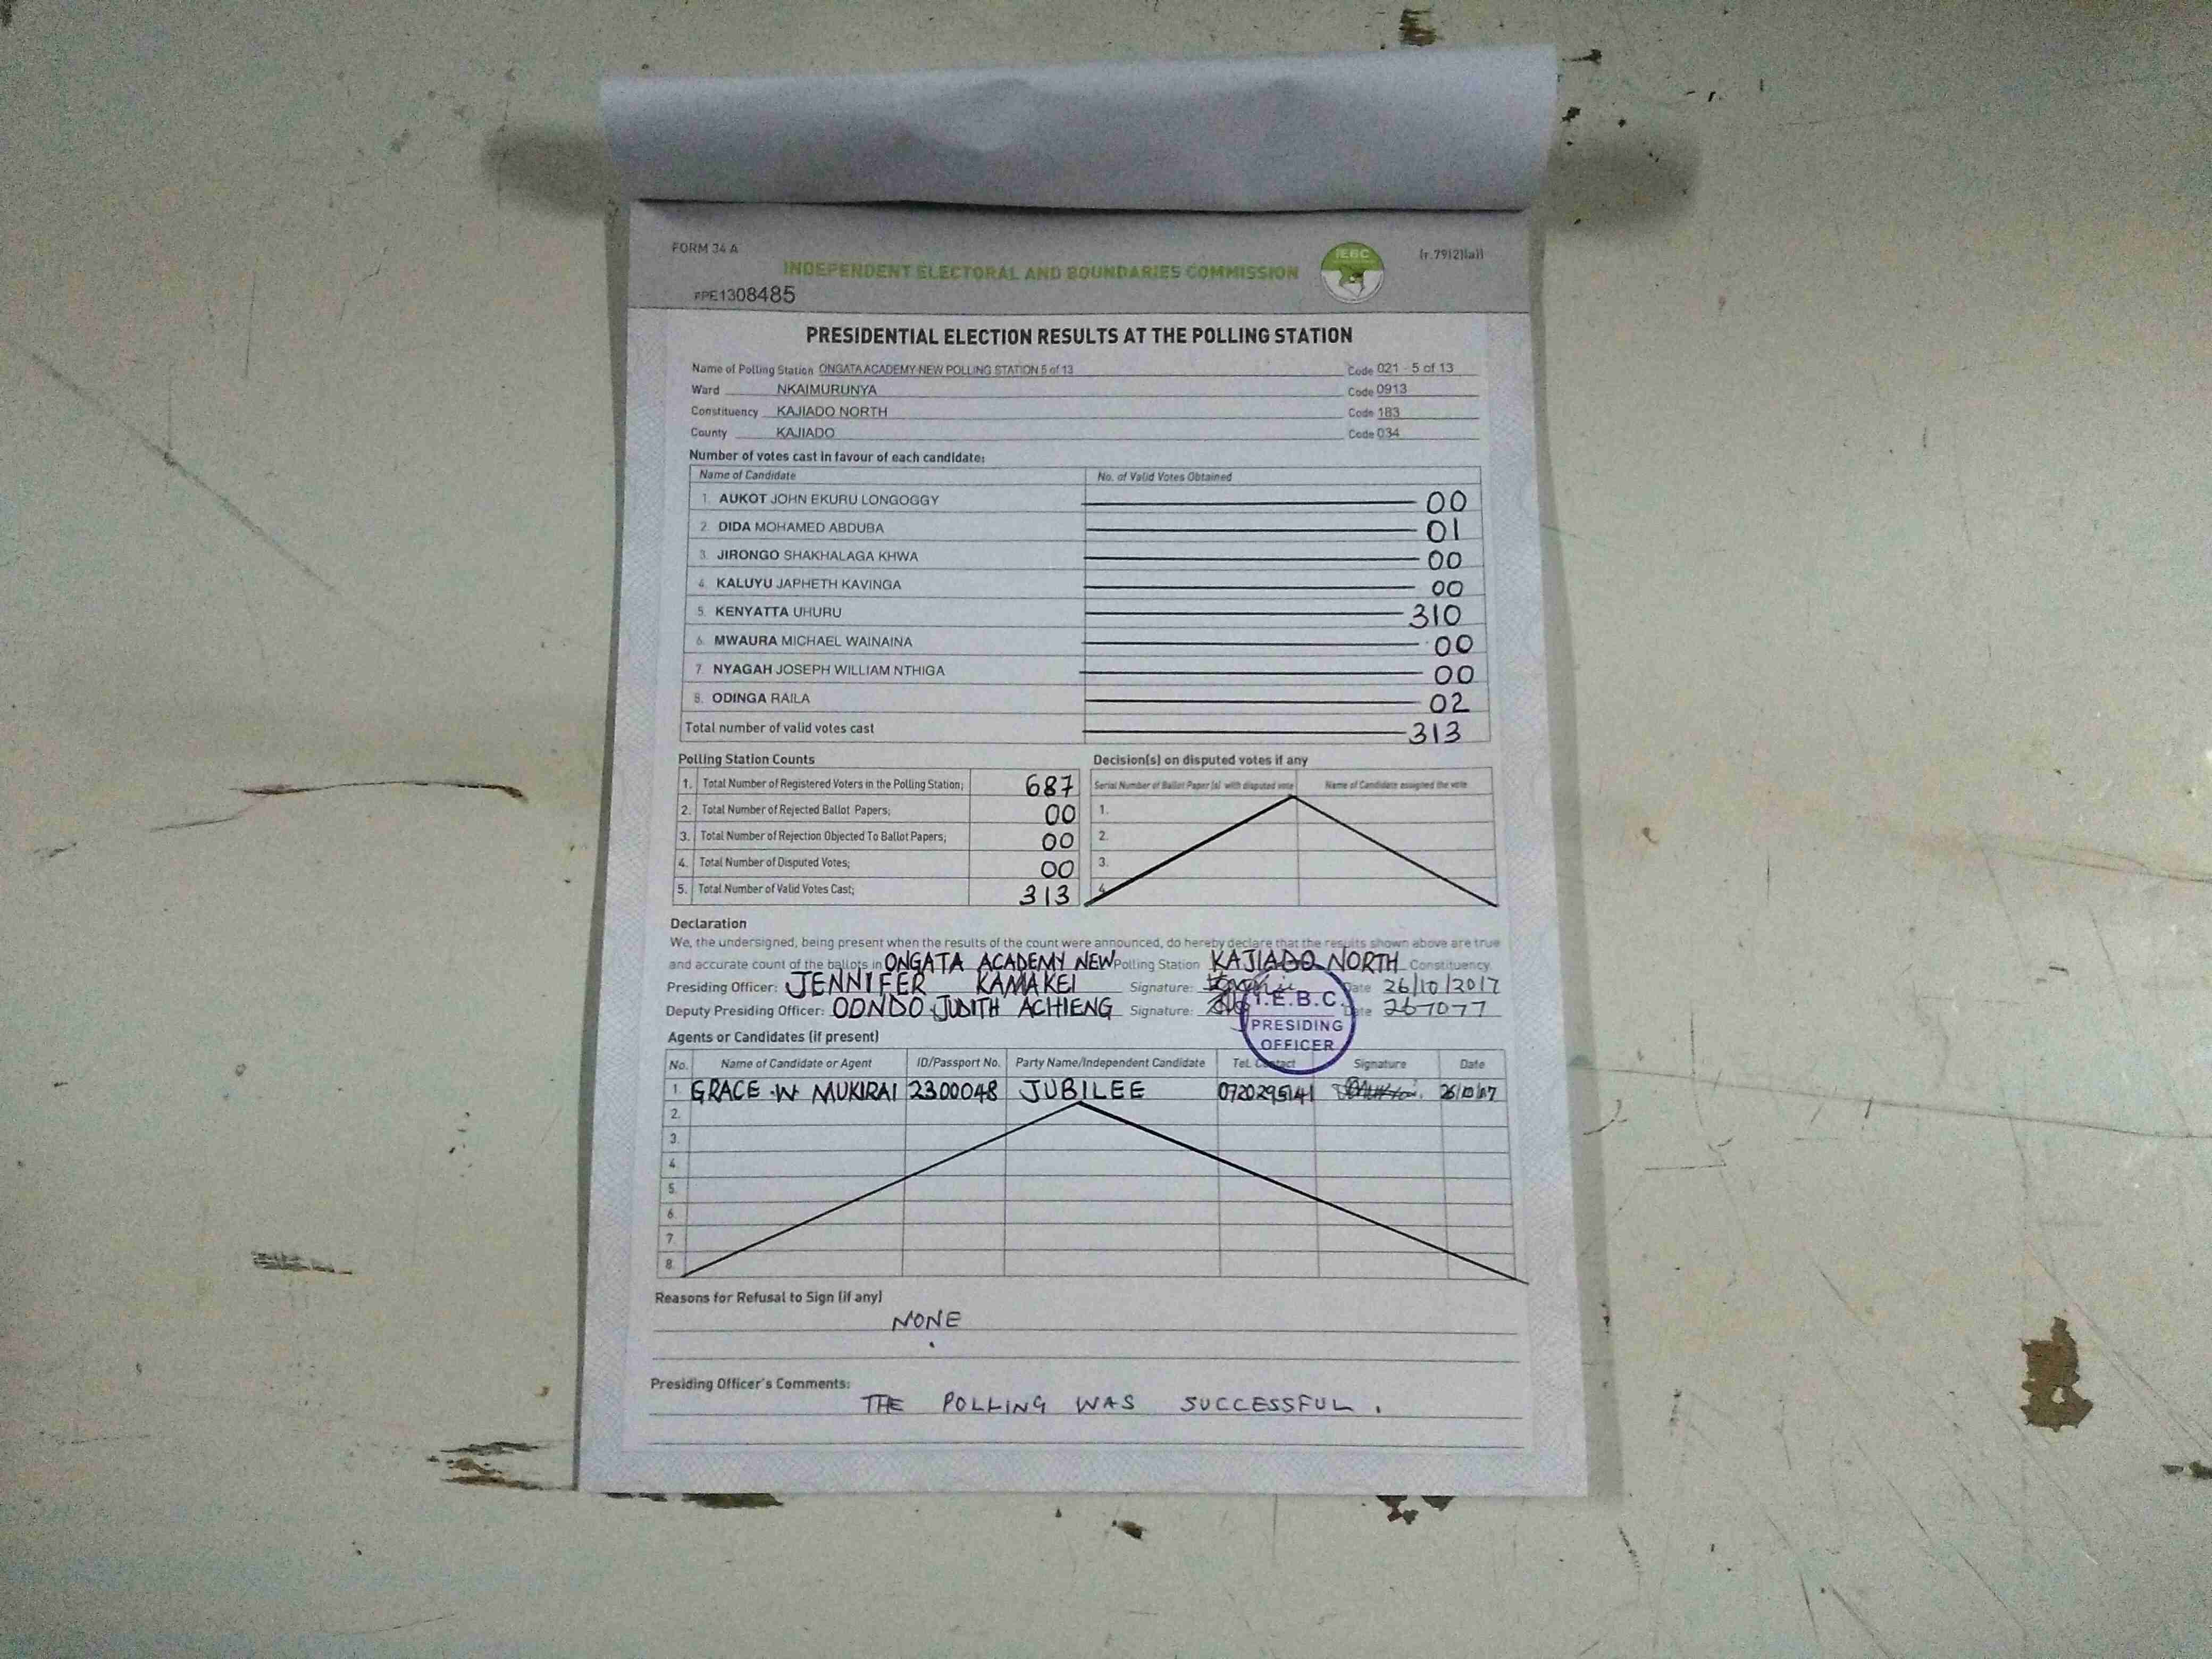 FORM 34 A
(r.79(2)(a))
IEBC
INDEPENDENT ELECTORAL AND BOUNDARIES COMMISSION
PPE1308485
PRESIDENTIAL ELECTION RESULTS AT THE POLLING STATION
Name of Polling Station ONGATA ACADEMY-NEW POLLING STATION 5 of 13 Code 021 - 5 of 13
Ward NKAIMURUNYA Code 0913
Constituency KAJIADO NORTH Code 183
County KAJIADO Code 034
Number of votes cast in favour of each candidate:
Name of Candidate No. of Valid Votes Obtained
1. AUKOT JOHN EKURU LONGOGGY 00
2. DIDA MOHAMED ABDUBA 01
3. JIRONGO SHAKHALAGA KHWA 00
4. KALUYU JAPHETH KAVINGA 00
5. KENYATTA UHURU 310
6. MWAURA MICHAEL WAINAINA 00
7. NYAGAH JOSEPH WILLIAM NTHIGA 00
8. ODINGA RAILA 02
Total number of valid votes cast 313
Polling Station Counts
1. Total Number of Registered Voters in the Polling Station; 687
2. Total Number of Rejected Ballot Papers; 00
3. Total Number of Rejection Objected To Ballot Papers; 00
4. Total Number of Disputed Votes; 00
5. Total Number of Valid Votes Cast; 313
Decision(s) on disputed votes if any
Serial Number of Ballot Paper (s) with disputed vote Name of Candidate assigned the vote
1.
2.
3.
4.
Declaration
We, the undersigned, being present when the results of the count were announced, do hereby declare that the results shown above are true
and accurate count of the ballots in ONGATA ACADEMY NEW Polling Station KAJIADO NORTH Constituency
Presiding Officer: JENNIFER KAMAKEI Signature: Date 26/10/2017
Deputy Presiding Officer: ODNDO JUDITH ACHIENG Signature: Date 267077
I.E.B.C.
PRESIDING
OFFICER
Agents or Candidates (if present)
No. Name of Candidate or Agent ID/Passport No. Party Name/Independent Candidate Tel. Contact Signature Date
1 GRACE .W MUKIRAI 2300048 JUBILEE 0720295141 26/10/17
2.
3.
4.
5.
6.
7.
8.
Reasons for Refusal to Sign (if any)
NONE
Presiding Officer's Comments:
THE POLLING WAS SUCCESSFUL.